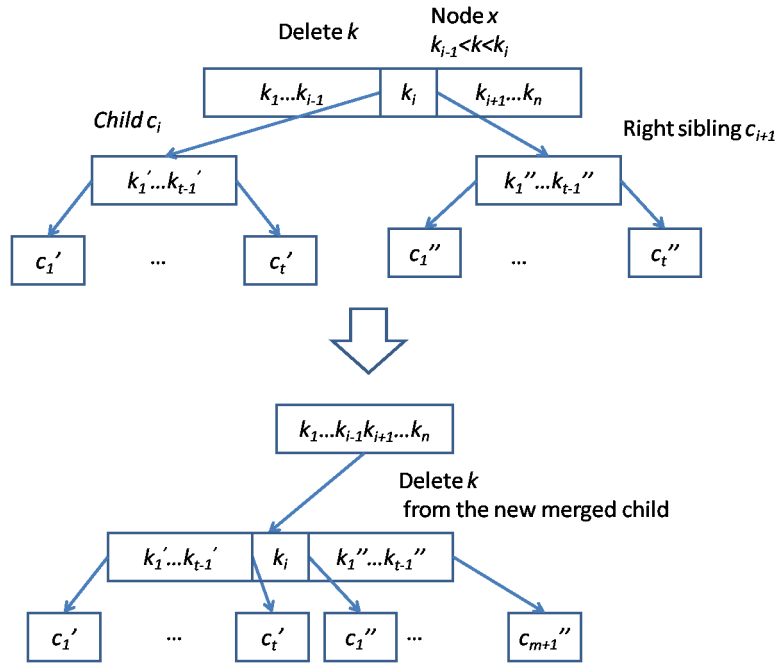 Delete k
Node x
kᵢ₋₁<k<kᵢ
k₁...kᵢ₋₁ kᵢ kᵢ₊₁...kₙ
Child cᵢ
Right sibling cᵢ₊₁
k₁′...kₜ₋₁′ k₁′′...kₜ₋₁′′
c₁′ ... cₜ′ c₁′′ ... cₜ′′
k₁...kᵢ₋₁kᵢ₊₁...kₙ
Delete k
from the new merged child
k₁′...kₜ₋₁′ kᵢ k₁′′...kₜ₋₁′′
c₁′ ... cₜ′ c₁′′ ... cₘ₊₁′′